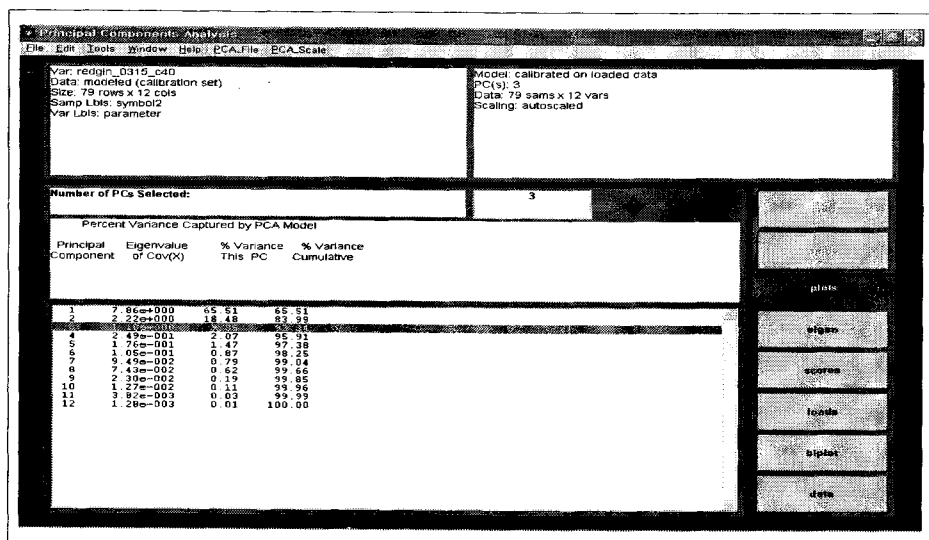 Principal Components Analysis
File Edit Tools Window Help PCA_File PCA_Scale
Var: redgin_0315_c40
Data: modeled (calibration set)
Size: 79 rows x 12 cols
Samp Lbls: symbol2
Var Lbls: parameter
Model: calibrated on loaded data
PC(s): 3
Data: 79 sams x 12 vars
Scaling: autoscaled
Number of PCs Selected:
3
Percent Variance Captured by PCA Model
Principal Eigenvalue % Variance % Variance
Component of Cov(X) This PC Cumulative
1 7.86e+000 65.51 65.51
2 2.22e+000 18.48 83.99
4 2.49e-001 2.07 95.91
5 1.76e-001 1.47 97.38
6 1.05e-001 0.87 98.25
7 9.49e-002 0.79 99.04
8 7.43e-002 0.62 99.66
9 2.30e-002 0.19 99.85
10 1.27e-002 0.11 99.96
11 3.82e-003 0.03 99.99
12 1.28e-003 0.01 100.00
plots
eigen
scores
loads
biplot
data